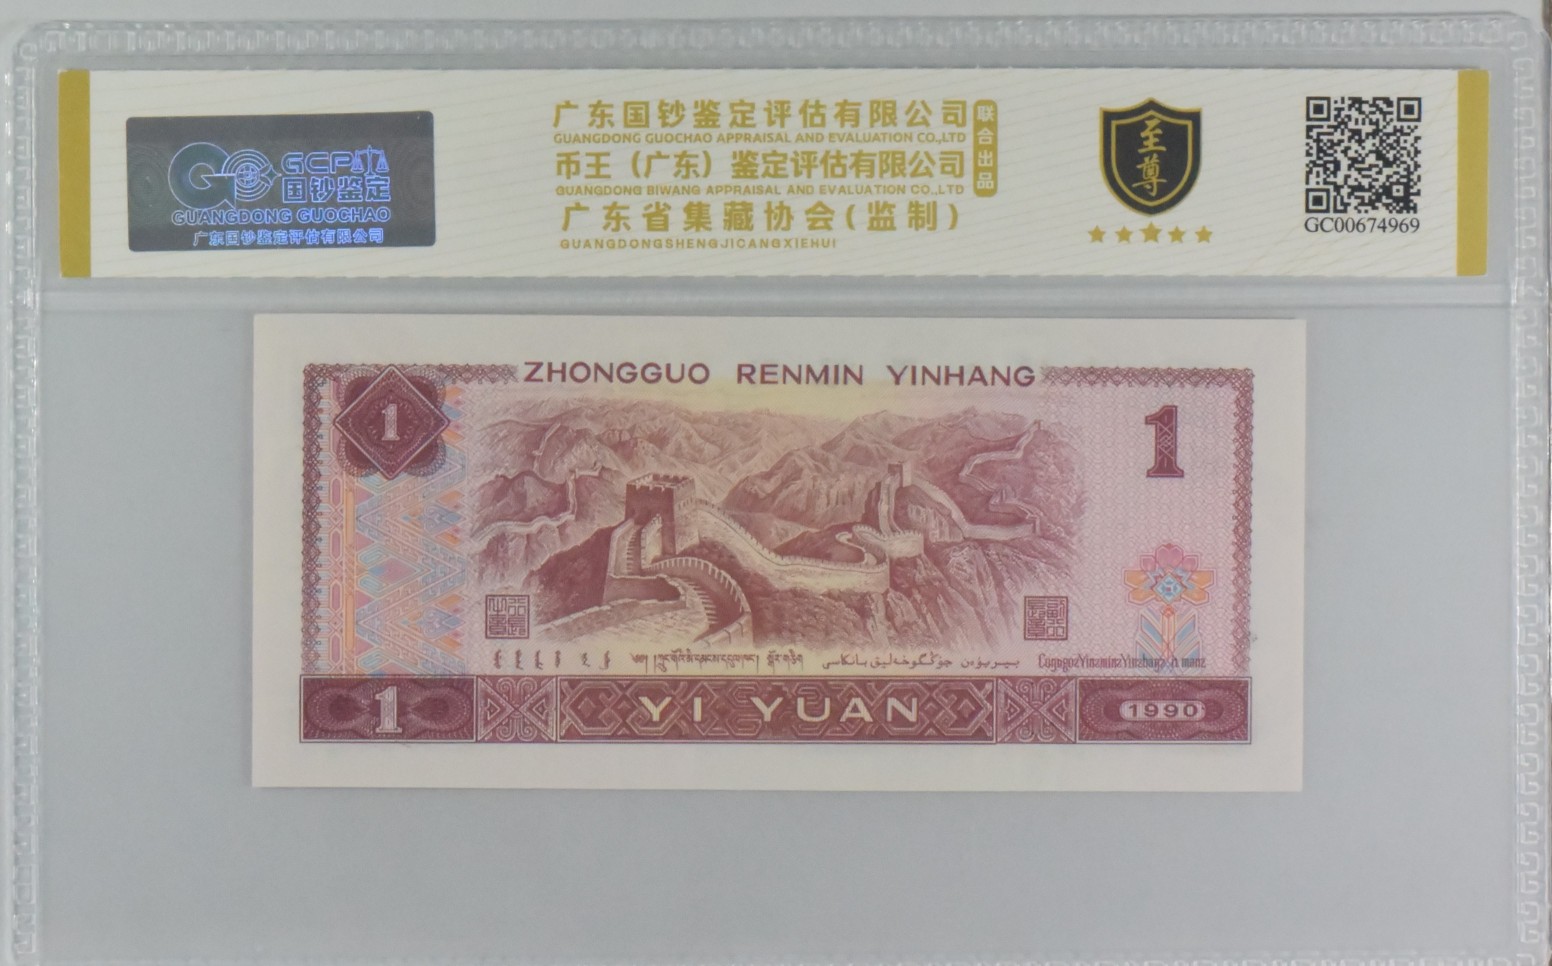 GCP
国钞鉴定
GUANGDONG GUOCHAO
广东国钞鉴定评估有限公司
广东国钞鉴定评估有限公司
GUANGDONG GUOCHAO APPRAISAL AND EVALUATION CO.,LTD
币王（广东）鉴定评估有限公司
GUANGDONG BIWANG APPRAISAL AND EVALUATION CO.,LTD
广东省集藏协会(监制)
GUANGDONGSHENGJICANGXIEHUI
联合出品
至尊
GC00674969
ZHONGGUO RENMIN YINHANG
1
1
1
YI YUAN
1990